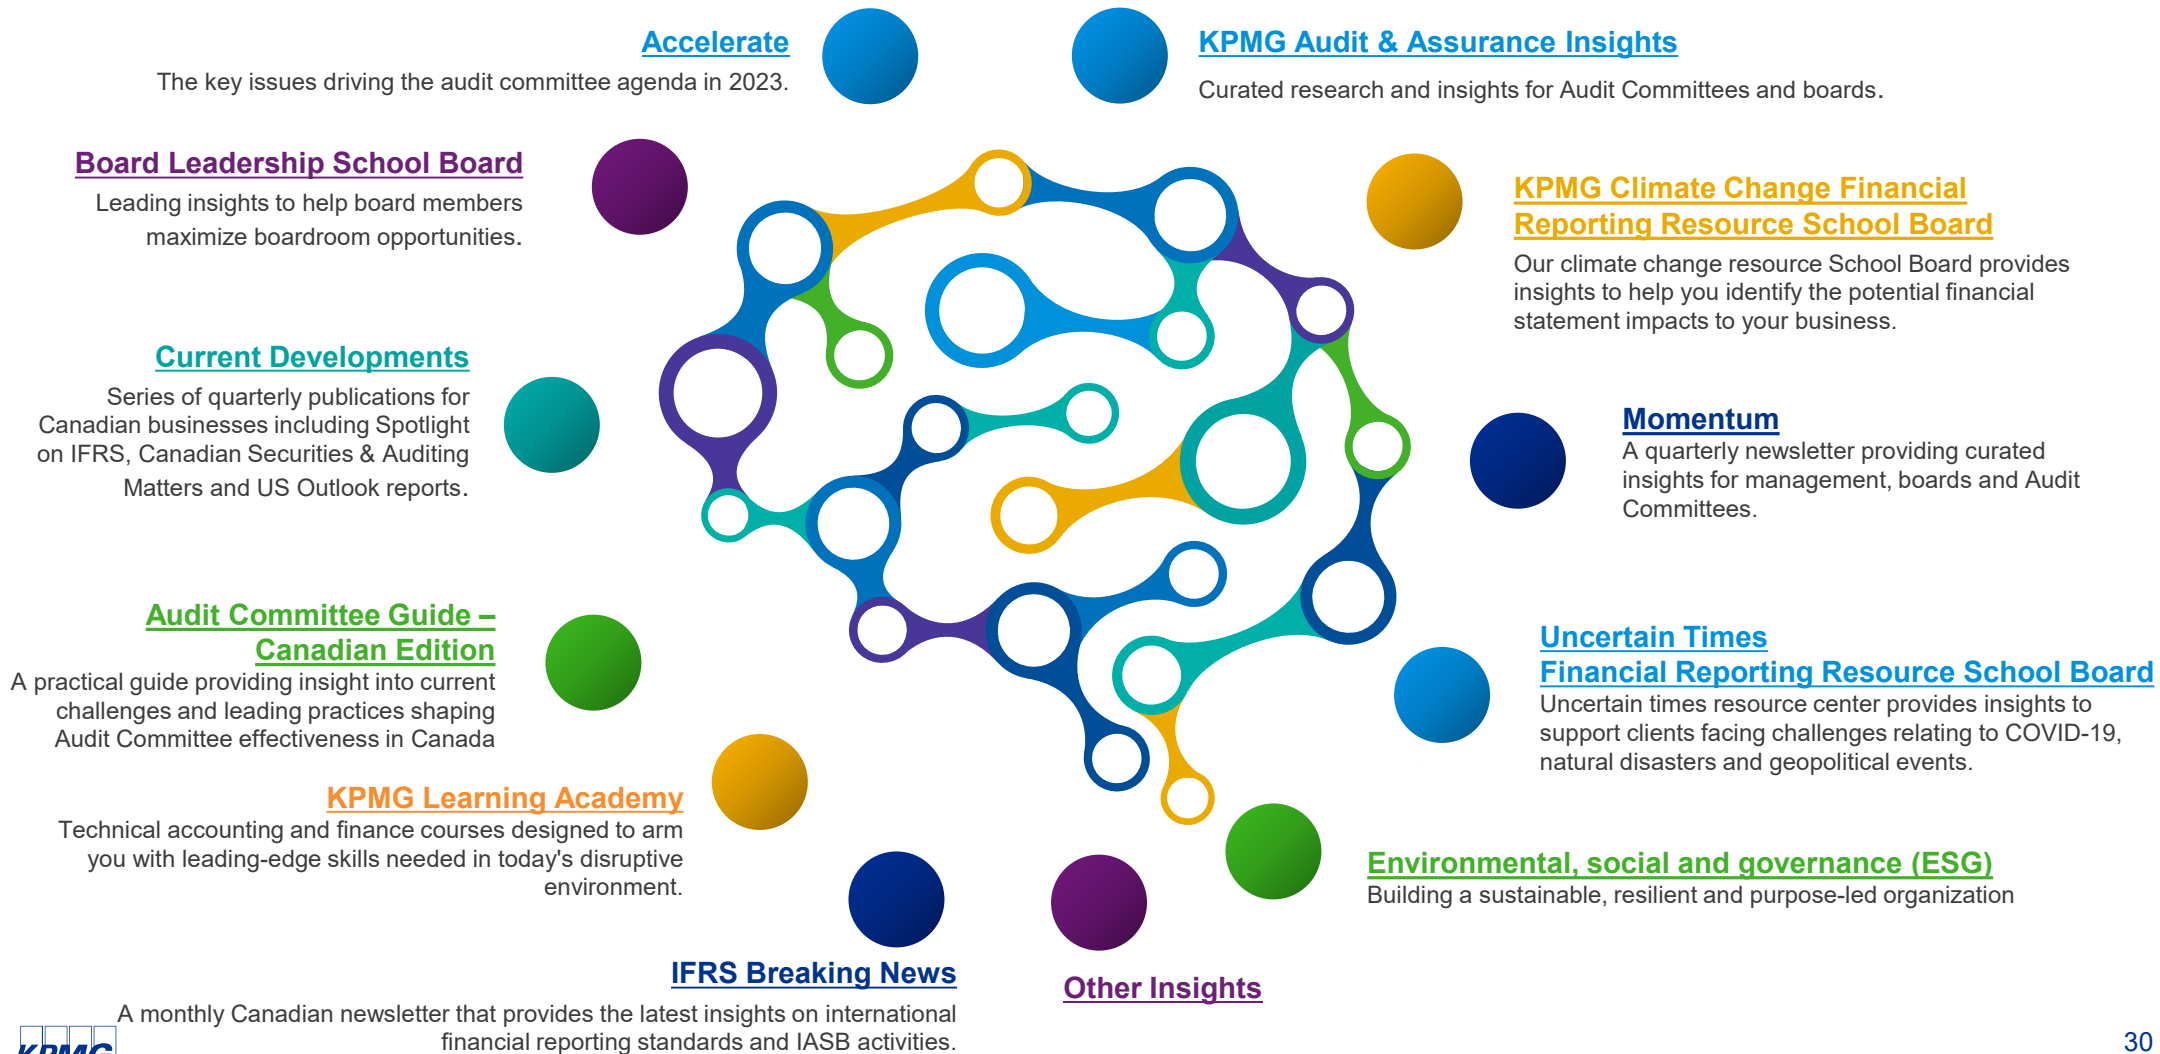 Accelerate
The key issues driving the audit committee agenda in 2023.
KPMG Audit & Assurance Insights
Curated research and insights for Audit Committees and boards.
Board Leadership School Board
Leading insights to help board members
maximize boardroom opportunities.
KPMG Climate Change Financial
Reporting Resource School Board
Our climate change resource School Board provides
insights to help you identify the potential financial
statement impacts to your business.
Current Developments
Series of quarterly publications for
Canadian businesses including Spotlight
on IFRS, Canadian Securities & Auditing
Matters and US Outlook reports.
Momentum
A quarterly newsletter providing curated
insights for management, boards and Audit
Committees.
Audit Committee Guide –
Canadian Edition
A practical guide providing insight into current
challenges and leading practices shaping
Audit Committee effectiveness in Canada
Uncertain Times
Financial Reporting Resource School Board
Uncertain times resource center provides insights to
support clients facing challenges relating to COVID-19,
natural disasters and geopolitical events.
KPMG Learning Academy
Technical accounting and finance courses designed to arm
you with leading-edge skills needed in today's disruptive
environment.
Environmental, social and governance (ESG)
Building a sustainable, resilient and purpose-led organization
IFRS Breaking News
A monthly Canadian newsletter that provides the latest insights on international
financial reporting standards and IASB activities.
Other Insights
KPMG
30